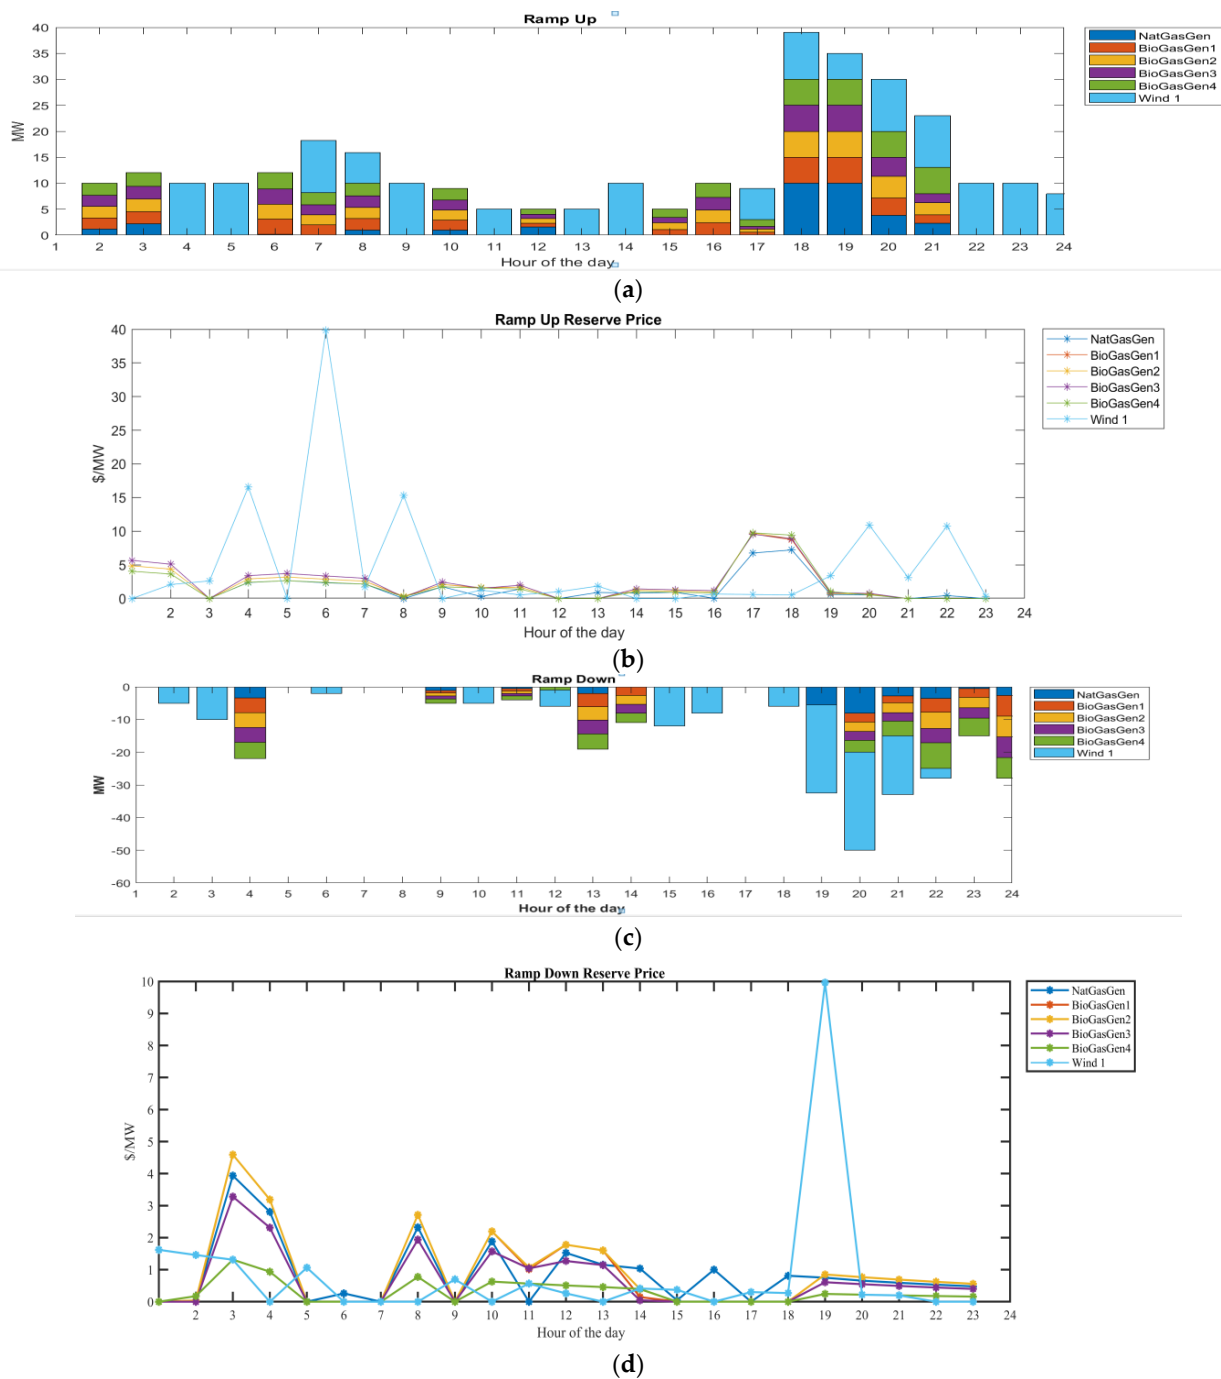 Ramp Up
40
35
30
25
20
15
10
5
0
MW
1 2 3 4 5 6 7 8 9 10 11 12 13 14 15 16 17 18 19 20 21 22 23 24
Hour of the day
NatGasGen
BioGasGen1
BioGasGen2
BioGasGen3
BioGasGen4
Wind 1
(a)
Ramp Up Reserve Price
40
35
30
25
20
15
10
5
0
$/MW
2 3 4 5 6 7 8 9 10 11 12 13 14 15 16 17 18 19 20 21 22 23 24
Hour of the day
NatGasGen
BioGasGen1
BioGasGen2
BioGasGen3
BioGasGen4
Wind 1
(b)
Ramp Down
0
-10
-20
-30
-40
-50
-60
MW
1 2 3 4 5 6 7 8 9 10 11 12 13 14 15 16 17 18 19 20 21 22 23 24
Hour of the day
NatGasGen
BioGasGen1
BioGasGen2
BioGasGen3
BioGasGen4
Wind 1
(c)
Ramp Down Reserve Price
10
9
8
7
6
5
4
3
2
1
0
$/MW
2 3 4 5 6 7 8 9 10 11 12 13 14 15 16 17 18 19 20 21 22 23 24
Hour of the day
NatGasGen
BioGasGen1
BioGasGen2
BioGasGen3
BioGasGen4
Wind 1
(d)